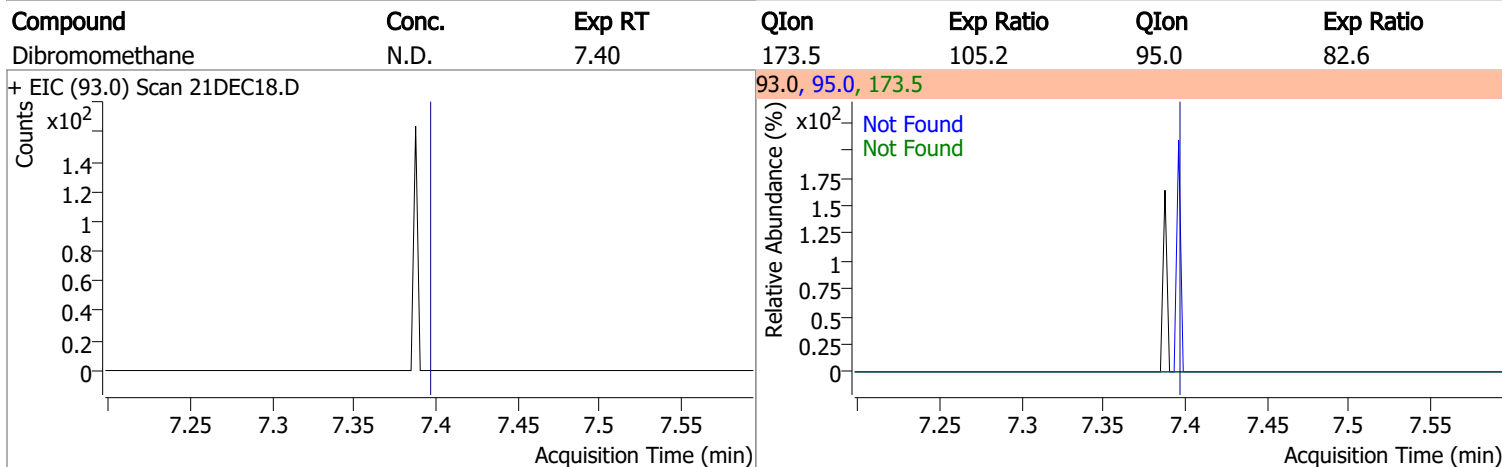 Compound Conc. Exp RT QIon Exp Ratio QIon Exp Ratio
Dibromomethane N.D. 7.40 173.5 105.2 95.0 82.6
+ EIC (93.0) Scan 21DEC18.D
Counts
x10²
1.4
1.2
1
0.8
0.6
0.4
0.2
0
7.25 7.3 7.35 7.4 7.45 7.5 7.55
Acquisition Time (min)
93.0, 95.0, 173.5
Relative Abundance (%)
x10²
Not Found
Not Found
1.75
1.5
1.25
1
0.75
0.5
0.25
0
7.25 7.3 7.35 7.4 7.45 7.5 7.55
Acquisition Time (min)